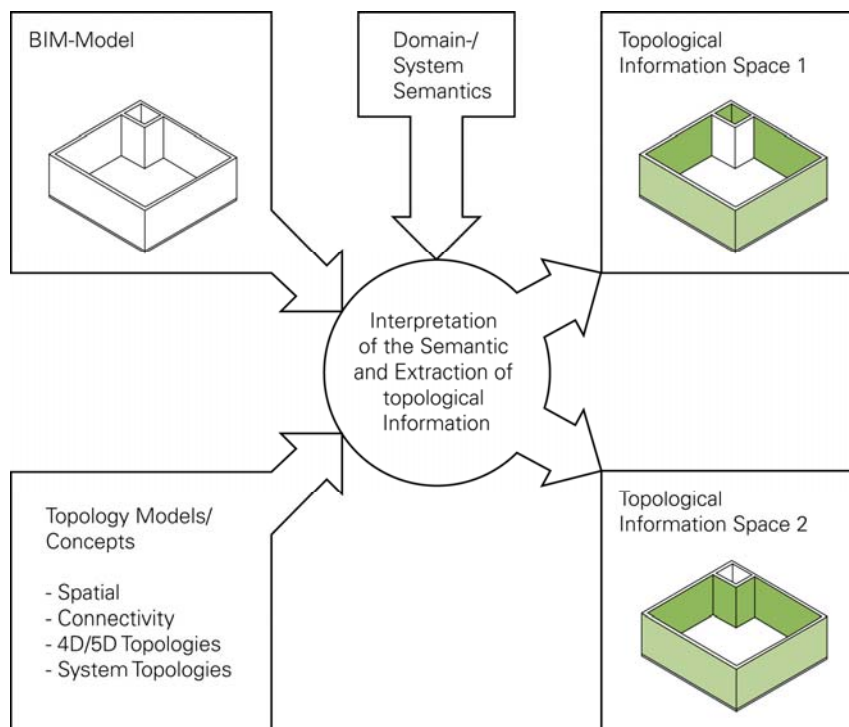 BIM-Model
Domain-/
System
Semantics
Topological
Information Space 1
Interpretation
of the Semantic
and Extraction of
topological
Information
Topology Models/
Concepts
- Spatial
- Connectivity
- 4D/5D Topologies
- System Topologies
Topological
Information Space 2